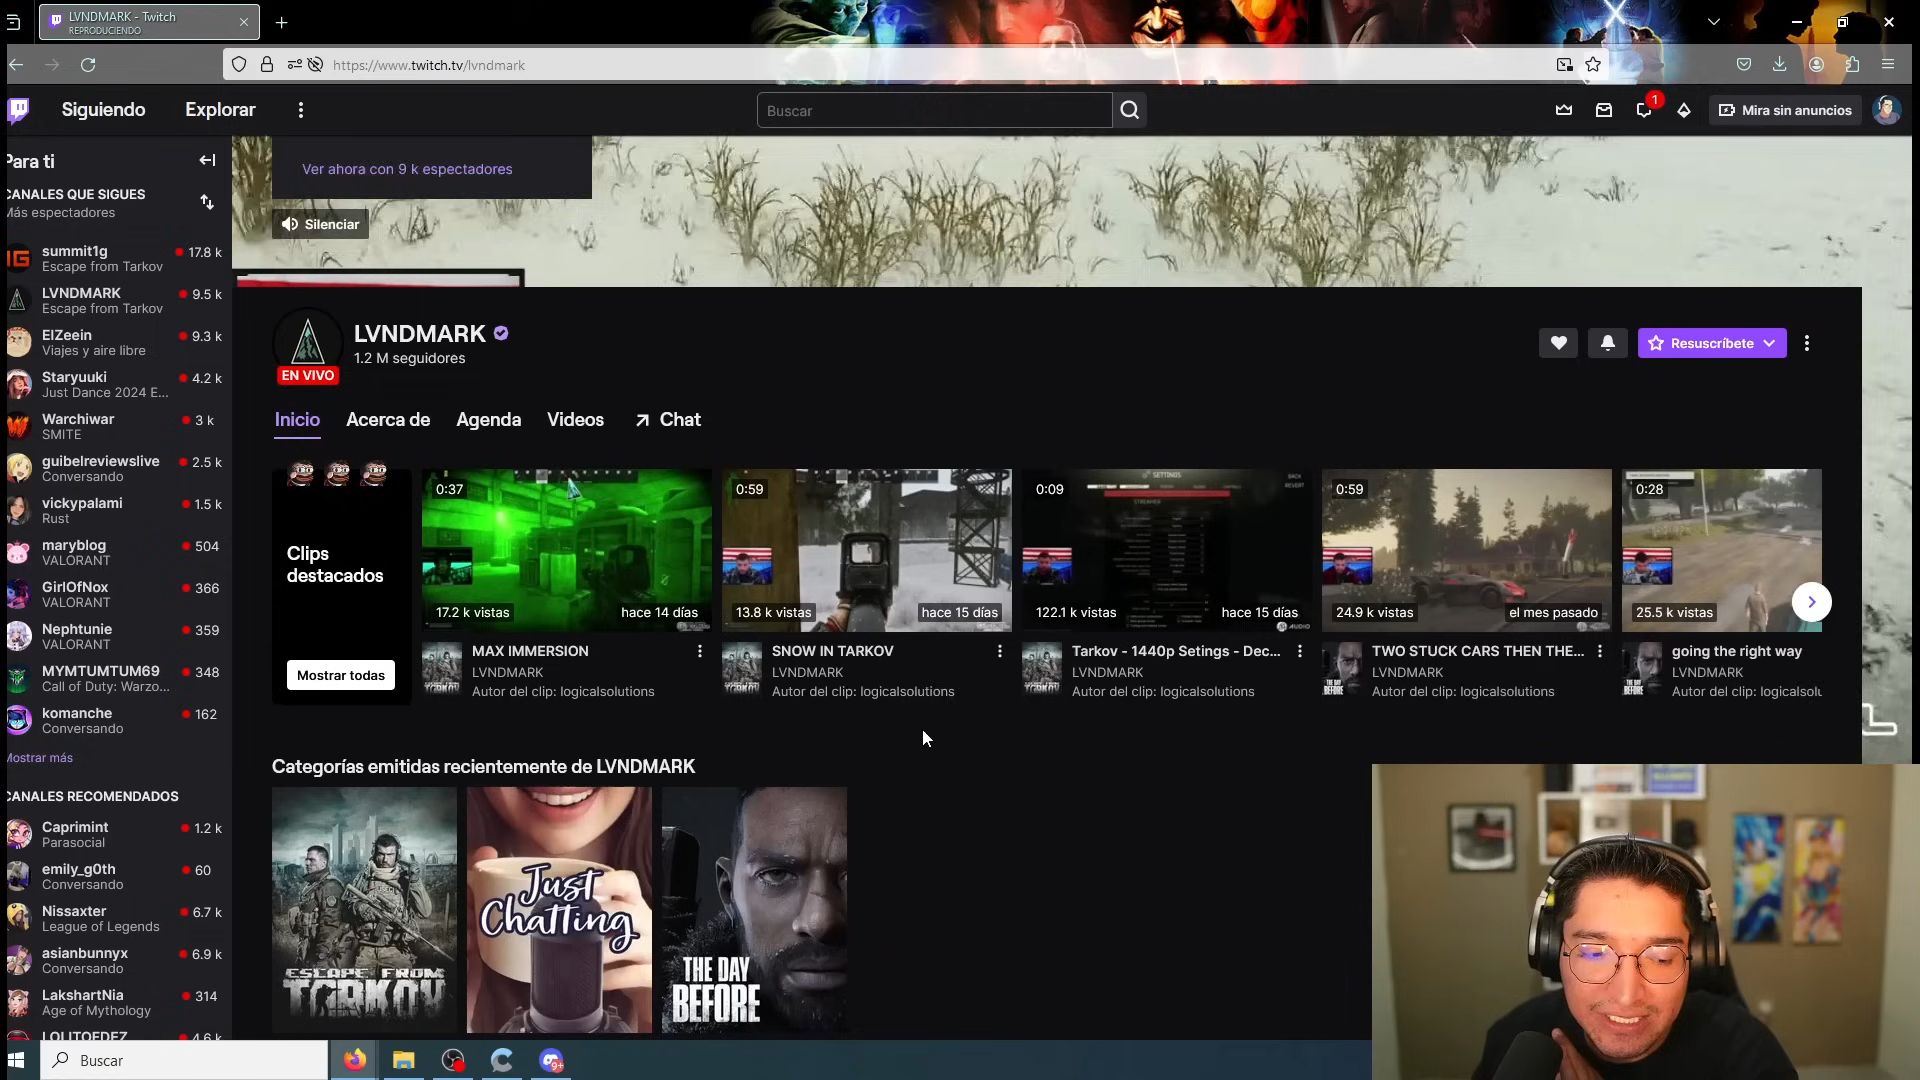 LVNDMARK - Twitch
REPRODUCIENDO
https://www.twitch.tv/lvndmark
Siguiendo
Explorar
Buscar
1
Mira sin anuncios
Para ti
CANALES QUE SIGUES
Más espectadores
summit1g
17.8 k
Escape from Tarkov
LVNDMARK
9.5 k
Escape from Tarkov
ElZeein
9.3 k
Viajes y aire libre
Staryuuki
4.2 k
Just Dance 2024 E...
Warchiwar
3 k
SMITE
guibelreviewslive
2.5 k
Conversando
vickypalami
1.5 k
Rust
maryblog
504
VALORANT
GirlOfNox
366
VALORANT
Nephtunie
359
VALORANT
MYMTUMTUM69
348
Call of Duty: Warzo...
komanche
162
Conversando
Mostrar más
CANALES RECOMENDADOS
Caprimint
1.2 k
Parasocial
emily_g0th
60
Conversando
Nissaxter
6.7 k
League of Legends
asianbunnyx
6.9 k
Conversando
LakshartNia
314
Age of Mythology
LOLITOFDEZ
4.6 k
Ver ahora con 9 k espectadores
Silenciar
LVNDMARK
1.2 M seguidores
EN VIVO
Resuscríbete
Inicio
Acerca de
Agenda
Videos
Chat
Clips
destacados
Mostrar todas
0:37
17.2 k vistas
hace 14 días
MAX IMMERSION
LVNDMARK
Autor del clip: logicalsolutions
0:59
13.8 k vistas
hace 15 días
SNOW IN TARKOV
LVNDMARK
Autor del clip: logicalsolutions
0:09
SETTINGS
122.1 k vistas
hace 15 días
Tarkov - 1440p Setings - Dec...
LVNDMARK
Autor del clip: logicalsolutions
0:59
24.9 k vistas
el mes pasado
TWO STUCK CARS THEN THE...
LVNDMARK
Autor del clip: logicalsolutions
0:28
25.5 k vistas
going the right way
LVNDMARK
Autor del clip: logicalsolu
Categorías emitidas recientemente de LVNDMARK
ESCAPE FROM
TARKOV
Just
Chatting
THE DAY
BEFORE
Buscar
9+